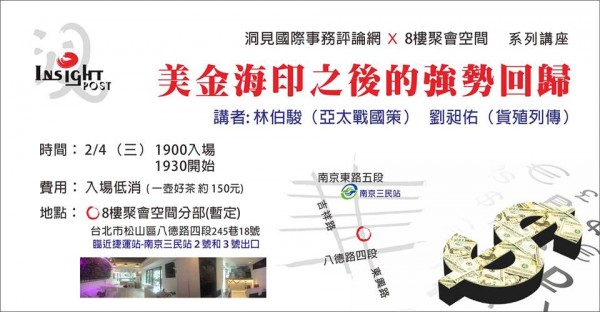 洞
INSIGHT
POST
洞見國際事務評論網 X 8樓聚會空間 系列講座
美金海印之後的強勢回歸
講者: 林伯駿（亞太戰國策） 劉昶佑（貨殖列傳）
時間： 2/4 （三） 1900入場
1930開始
費用： 入場低消 ( 一壺好茶 約 150元)
地點： 8樓聚會空間分部(暫定)
台北市松山區八德路四段245巷18號
臨近捷運站-南京三民站２號和３號出口
南京東路五段
南京三民站
吉祥路
八德路四段
東興路
$